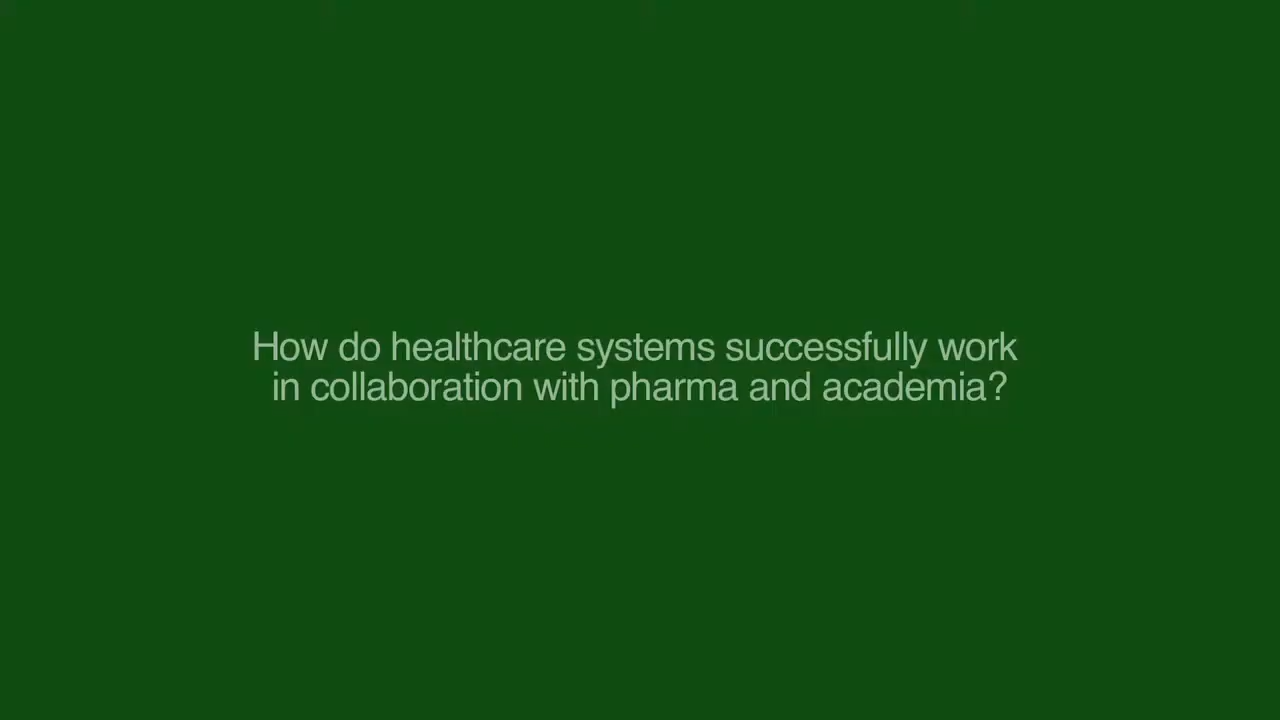 How do healthcare systems successfully work
in collaboration with pharma and academia?